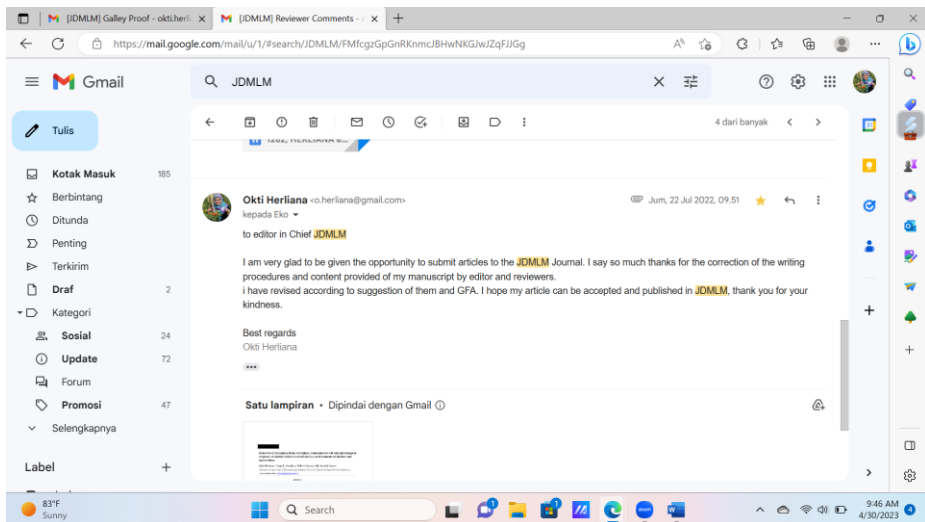 [JDMLM] Galley Proof - okti.herli
[JDMLM] Reviewer Comments -
https://mail.google.com/mail/u/1/#search/JDMLM/FMfcgzGpGnRKnmcJBHwNKGJwJZqFJJGg
Gmail
JDMLM
Tulis
4 dari banyak
Kotak Masuk 185
Berbintang
Ditunda
Penting
Terkirim
Draf 2
Kategori
Sosial 24
Update 72
Forum
Promosi 47
Selengkapnya
Label
Okti Herliana <o.herliana@gmail.com>
Jum, 22 Jul 2022, 09.51
kepada Eko
to editor in Chief JDMLM
I am very glad to be given the opportunity to submit articles to the JDMLM Journal. I say so much thanks for the correction of the writing
procedures and content provided of my manuscript by editor and reviewers.
i have revised according to suggestion of them and GFA. I hope my article can be accepted and published in JDMLM, thank you for your
kindness.
Best regards
Okti Herliana
Satu lampiran • Dipindai dengan Gmail
83°F
Sunny
Search
9:46 AM
4/30/2023